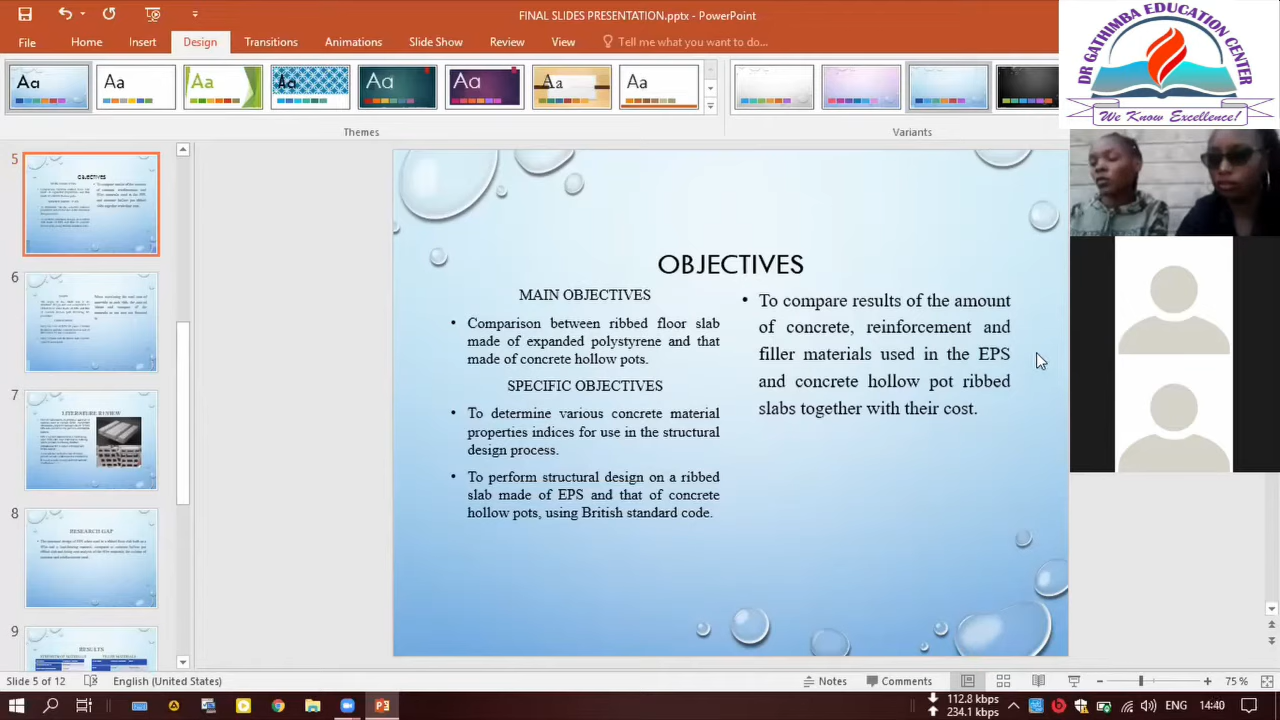 FINAL SLIDES PRESENTATION.pptx - PowerPoint
File Home Insert Design Transitions Animations Slide Show Review View Tell me what you want to do...
Aa Aa Aa Aa Aa Aa Aa Aa
Themes
Variants
DR GATHIMBA EDUCATION CENTER
We Know Excellence!
5
OBJECTIVES
6
7
LITERATURE REVIEW
8
RESEARCH GAP
9
RESULTS
OBJECTIVES
MAIN OBJECTIVES
• Comparison between ribbed floor slab
made of expanded polystyrene and that
made of concrete hollow pots.
SPECIFIC OBJECTIVES
• To determine various concrete material
properties indices for use in the structural
design process.
• To perform structural design on a ribbed
slab made of EPS and that of concrete
hollow pots, using British standard code.
• To compare results of the amount
of concrete, reinforcement and
filler materials used in the EPS
and concrete hollow pot ribbed
slabs together with their cost.
Slide 5 of 12 English (United States) Notes Comments 75 %
112.8 kbps
234.1 kbps
ENG 14:40